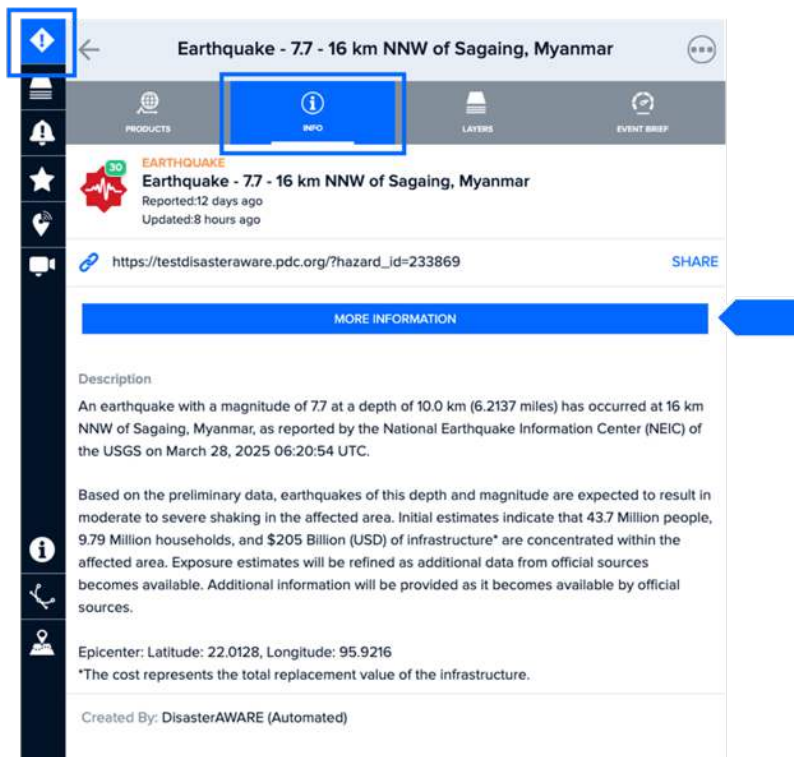 Earthquake - 7.7 - 16 km NNW of Sagaing, Myanmar
PRODUCTS
INFO
LAYERS
EVENT BRIEF
30
EARTHQUAKE
Earthquake - 7.7 - 16 km NNW of Sagaing, Myanmar
Reported:12 days ago
Updated:8 hours ago
https://testdisasteraware.pdc.org/?hazard_id=233869 SHARE
MORE INFORMATION
Description
An earthquake with a magnitude of 7.7 at a depth of 10.0 km (6.2137 miles) has occurred at 16 km
NNW of Sagaing, Myanmar, as reported by the National Earthquake Information Center (NEIC) of
the USGS on March 28, 2025 06:20:54 UTC.
Based on the preliminary data, earthquakes of this depth and magnitude are expected to result in
moderate to severe shaking in the affected area. Initial estimates indicate that 43.7 Million people,
9.79 Million households, and $205 Billion (USD) of infrastructure* are concentrated within the
affected area. Exposure estimates will be refined as additional data from official sources
becomes available. Additional information will be provided as it becomes available by official
sources.
Epicenter: Latitude: 22.0128, Longitude: 95.9216
*The cost represents the total replacement value of the infrastructure.
Created By: DisasterAWARE (Automated)